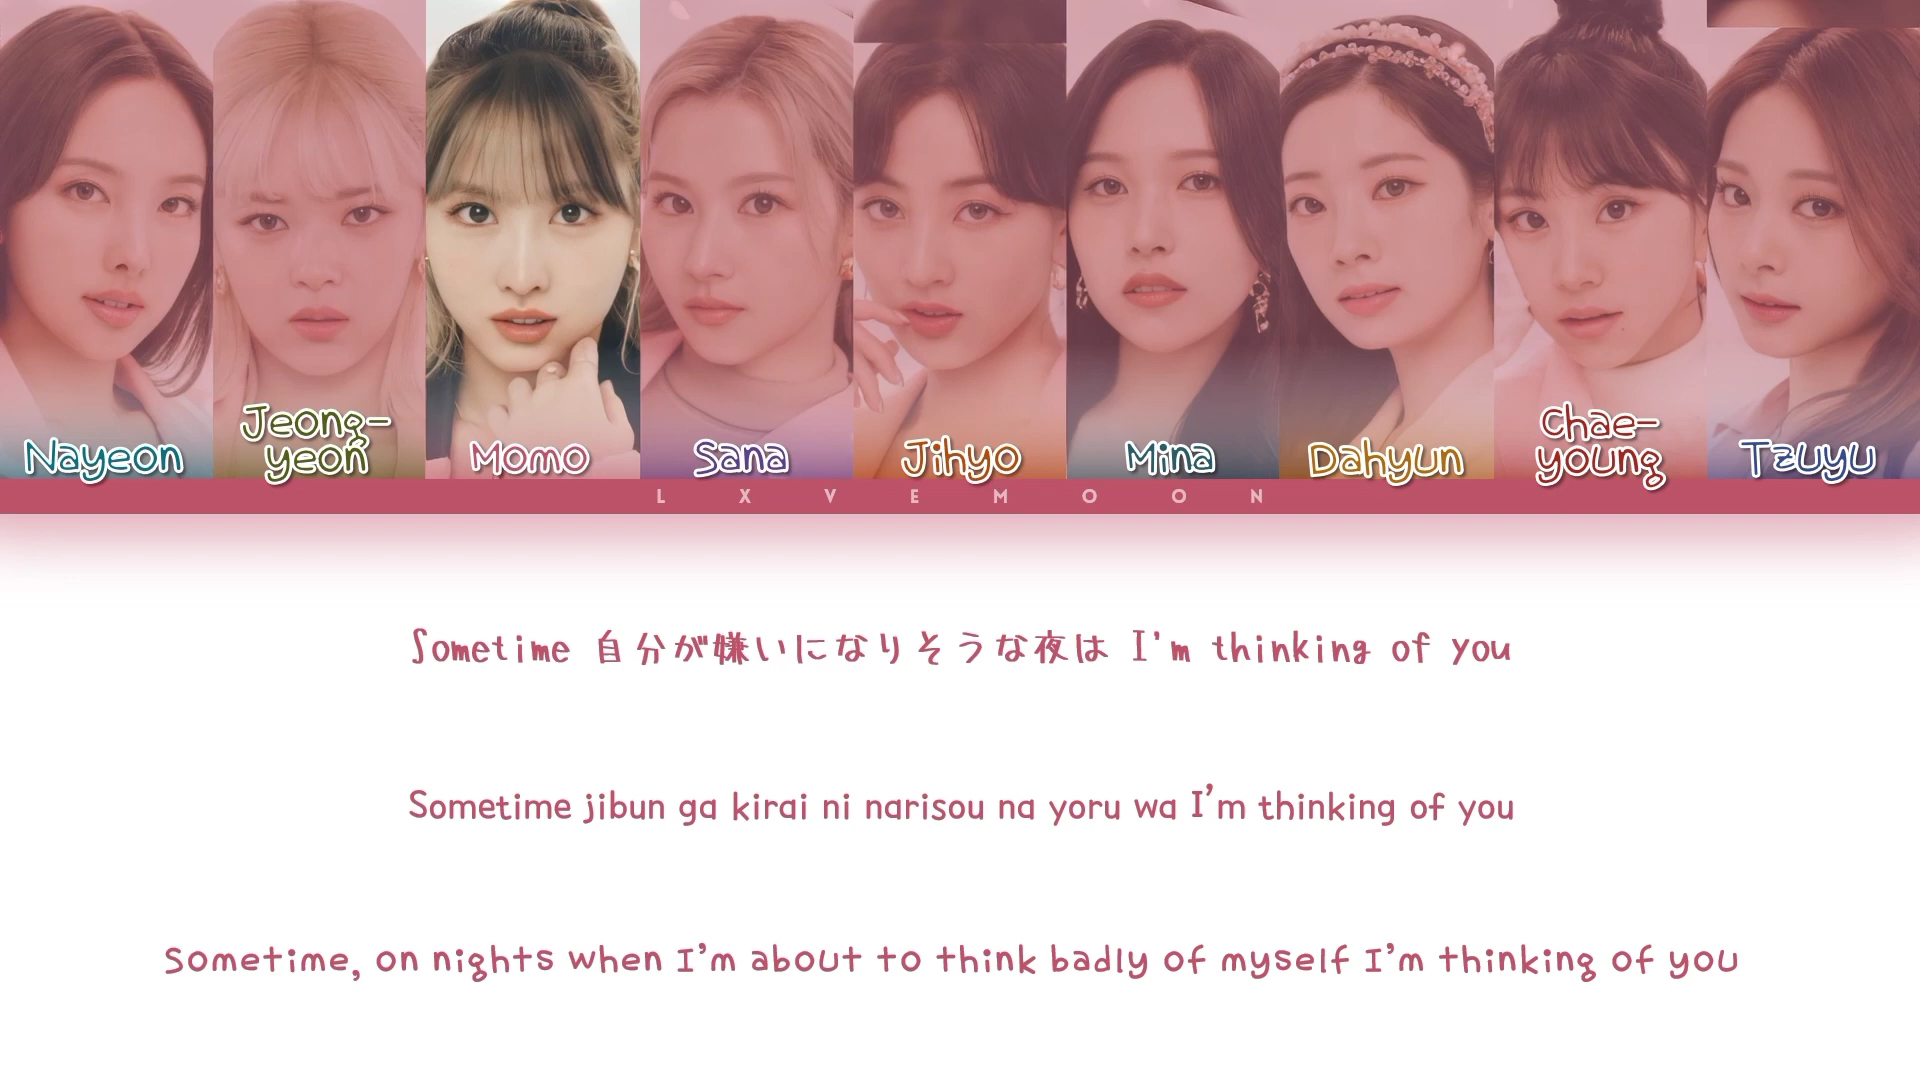 Nayeon
Jeong-
yeon
Momo
Sana
Jihyo
Mina
Dahyun
Chae-
young
Tzuyu
L X V E M O O N
Sometime 自分が嫌いになりそうな夜は I'm thinking of you
Sometime jibun ga kirai ni narisou na yoru wa I'm thinking of you
Sometime, on nights when I'm about to think badly of myself I'm thinking of you